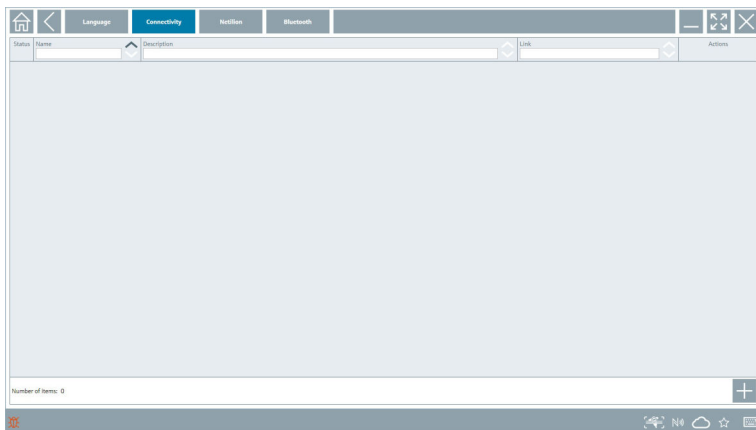 Language Connectivity Netilion Bluetooth
Status Name Description Link Actions
Number of items: 0